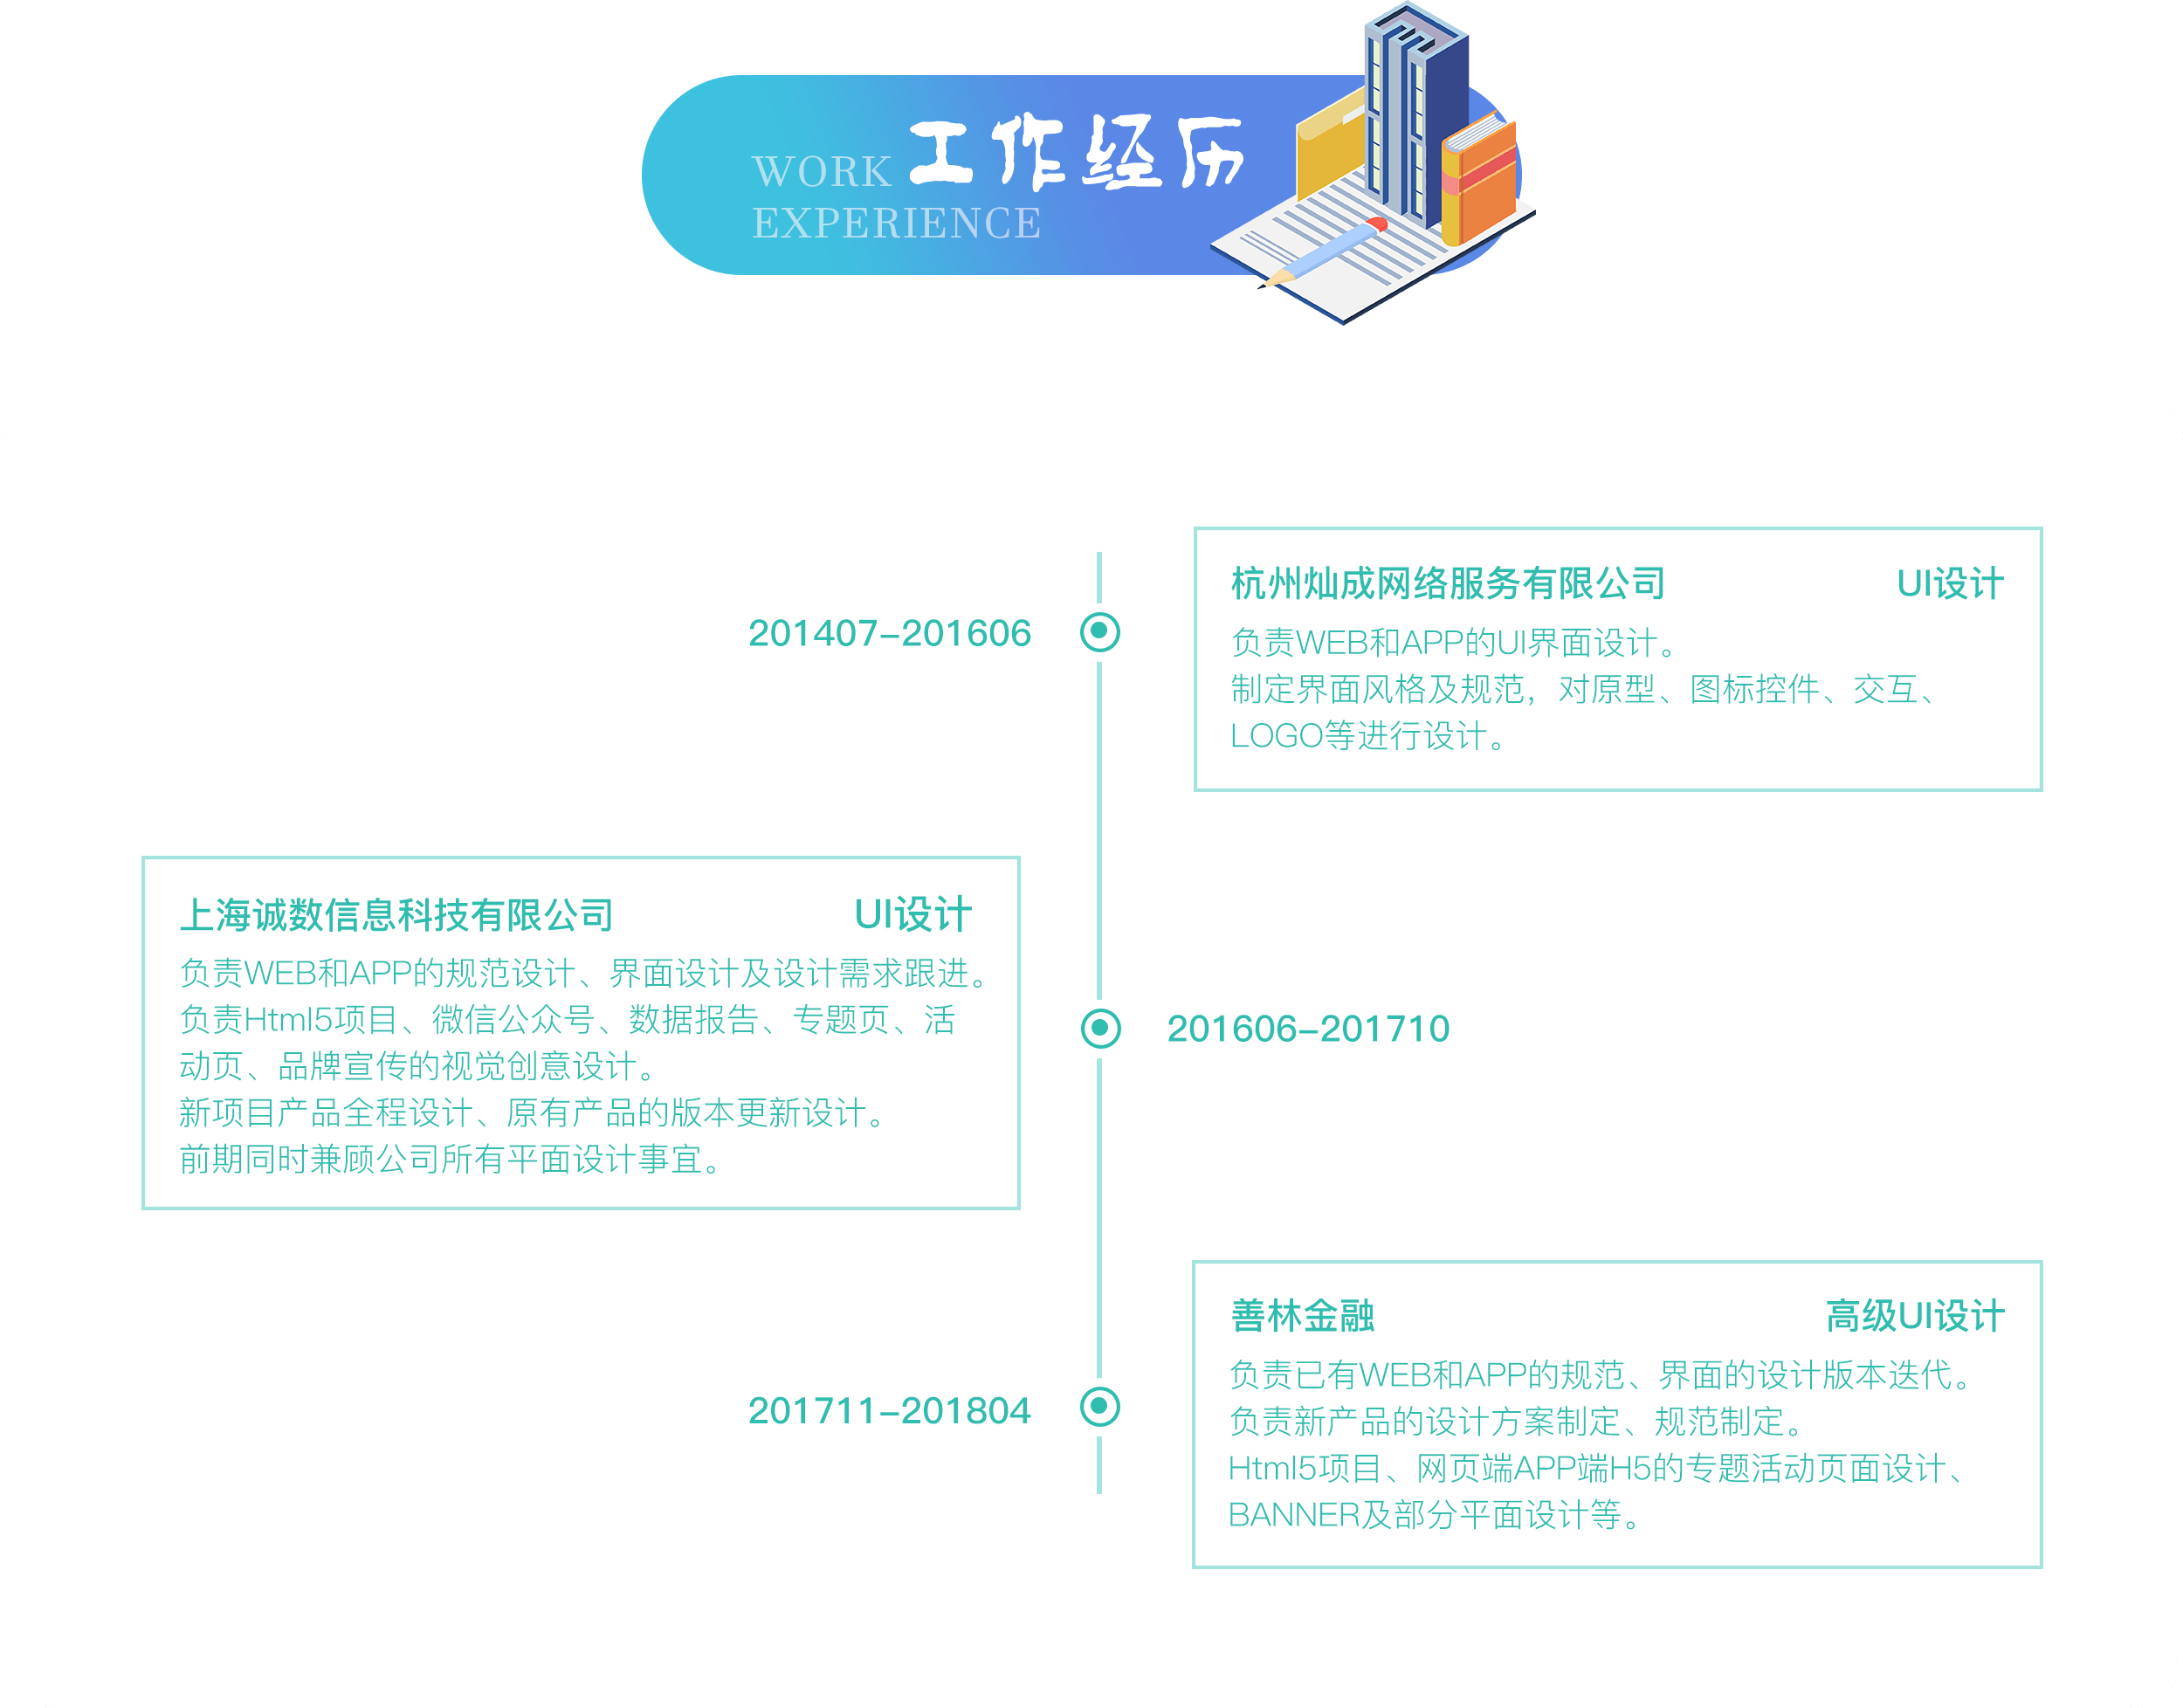 工作经历
WORK
EXPERIENCE
201407-201606
杭州灿成网络服务有限公司 UI设计
负责WEB和APP的UI界面设计。
制定界面风格及规范，对原型、图标控件、交互、
LOGO等进行设计。
上海诚数信息科技有限公司 UI设计
负责WEB和APP的规范设计、界面设计及设计需求跟进。
负责Html5项目、微信公众号、数据报告、专题页、活
动页、品牌宣传的视觉创意设计。
新项目产品全程设计、原有产品的版本更新设计。
前期同时兼顾公司所有平面设计事宜。
201606-201710
善林金融 高级UI设计
负责已有WEB和APP的规范、界面的设计版本迭代。
负责新产品的设计方案制定、规范制定。
Html5项目、网页端APP端H5的专题活动页面设计、
BANNER及部分平面设计等。
201711-201804